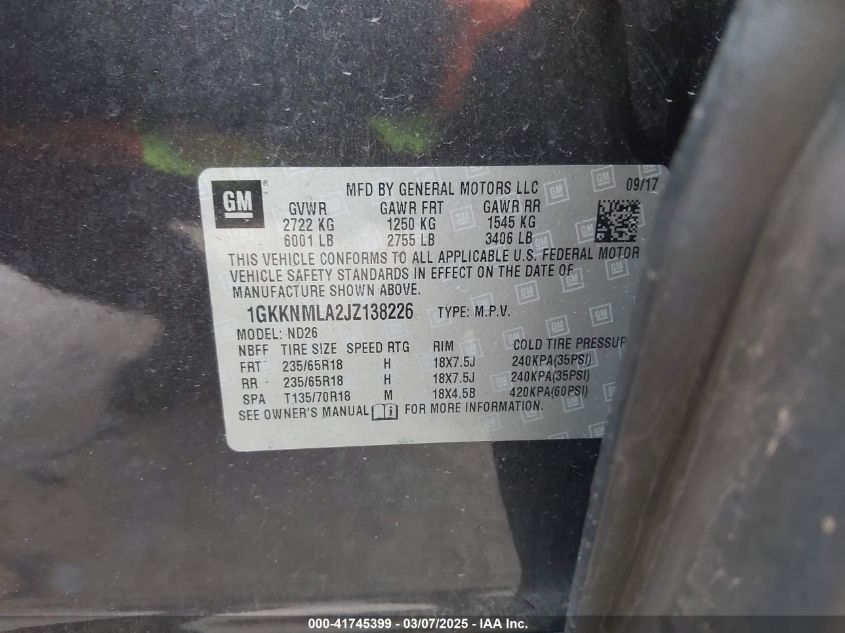 GM
MFD BY GENERAL MOTORS LLC 09/17
GVWR GAWR FRT GAWR RR
2722 KG 1250 KG 1545 KG
6001 LB 2755 LB 3406 LB
THIS VEHICLE CONFORMS TO ALL APPLICABLE U.S. FEDERAL MOTOR
VEHICLE SAFETY STANDARDS IN EFFECT ON THE DATE OF
MANUFACTURE SHOWN ABOVE.
1GKKNMLA2JZ138226 TYPE: M.P.V.
MODEL: ND26
NBFF TIRE SIZE SPEED RTG RIM COLD TIRE PRESSUR
FRT 235/65R18 H 18X7.5J 240KPA(35PSI)
RR 235/65R18 H 18X7.5J 240KPA(35PSI)
SPA T135/70R18 M 18X4.5B 420KPA(60PSI)
SEE OWNER'S MANUAL FOR MORE INFORMATION.
000-41745399 - 03/07/2025 - IAAI.com